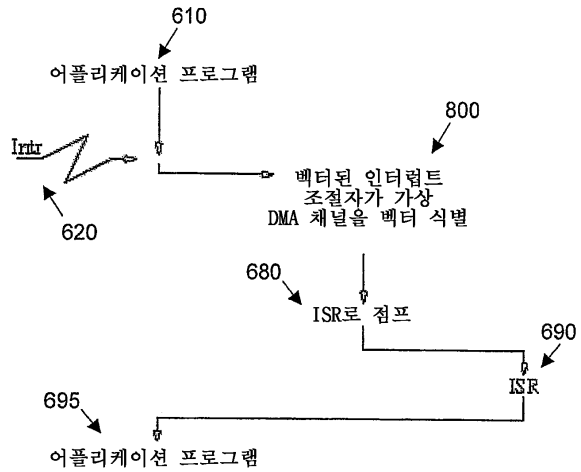 610
어플리케이션 프로그램
Intr
620
800
벡터된 인터럽트
조절자가 가상
DMA 채널을 벡터 식별
680
ISR로 점프
690
ISR
695
어플리케이션 프로그램